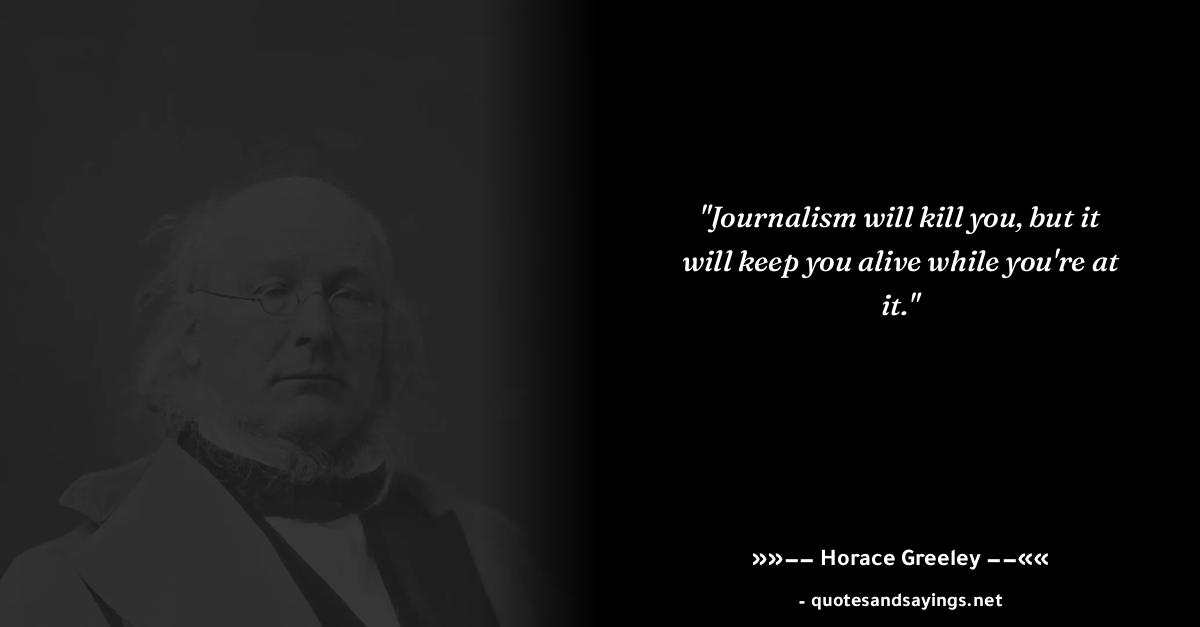 "Journalism will kill you, but it
will keep you alive while you're at
it."
»»−− Horace Greeley −−««
- quotesandsayings.net